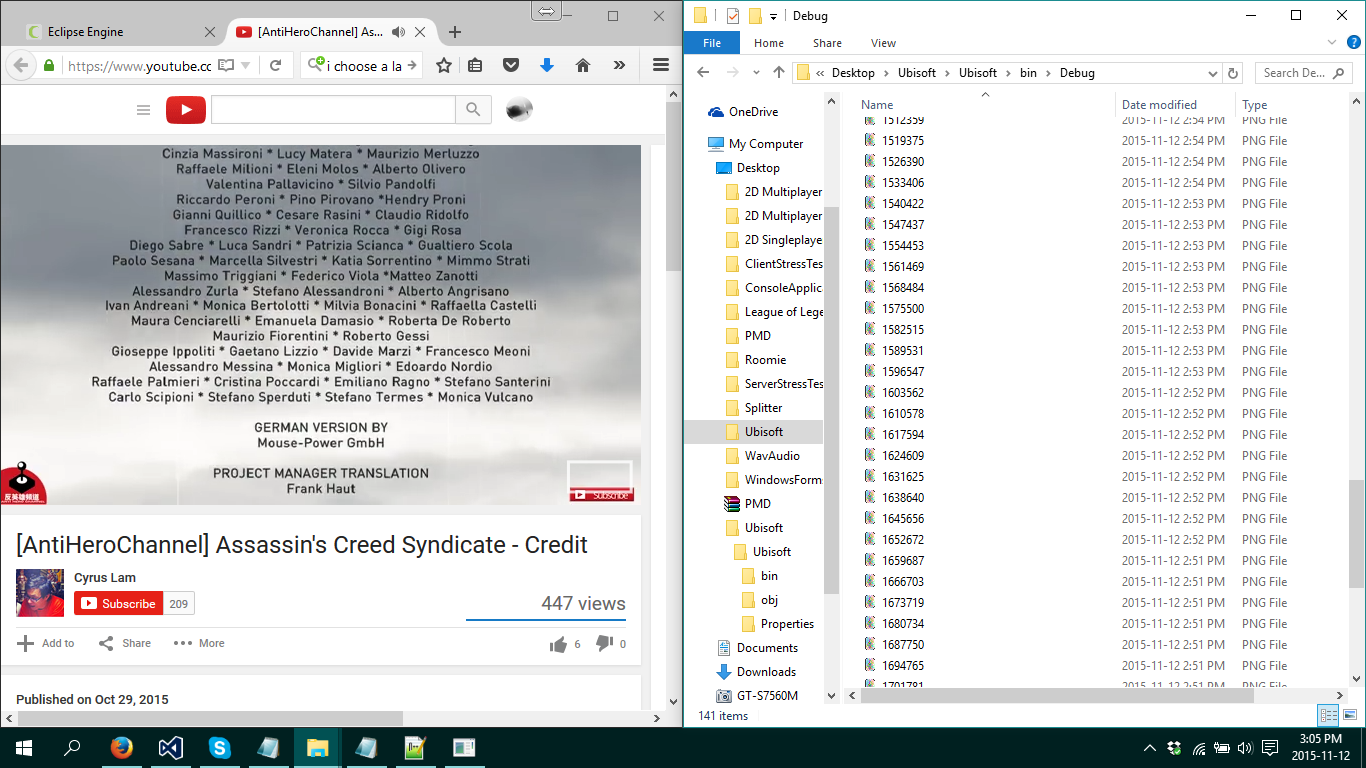 Eclipse Engine
[AntiHeroChannel] As...
https://www.youtube.cc
i choose a la
Cinzia Massironi * Lucy Matera * Maurizio Merluzzo
Raffaele Milioni * Eleni Molos * Alberto Olivero
Valentina Pallavicino * Silvio Pandolfi
Riccardo Peroni * Pino Pirovano *Hendry Proni
Gianni Quillico * Cesare Rasini * Claudio Ridolfo
Francesco Rizzi * Veronica Rocca * Gigi Rosa
Diego Sabre * Luca Sandri * Patrizia Scianca * Gualtiero Scola
Paolo Sesana * Marcella Silvestri * Katia Sorrentino * Mimmo Strati
Massimo Triggiani * Federico Viola *Matteo Zanotti
Alessandro Zurla * Stefano Alessandroni * Alberto Angrisano
Ivan Andreani * Monica Bertolotti * Milvia Bonacini * Raffaella Castelli
Maura Cenciarelli * Emanuela Damasio * Roberta De Roberto
Maurizio Fiorentini * Roberto Gessi
Gioseppe Ippoliti * Gaetano Lizzio * Davide Marzi * Francesco Meoni
Alessandro Messina * Monica Migliori * Edoardo Nordio
Raffaele Palmieri * Cristina Poccardi * Emiliano Ragno * Stefano Santerini
Carlo Scipioni * Stefano Sperduti * Stefano Termes * Monica Vulcano
GERMAN VERSION BY
Mouse-Power GmbH
PROJECT MANAGER TRANSLATION
Frank Haut
反英雄頻道
Subscribe
[AntiHeroChannel] Assassin's Creed Syndicate - Credit
Cyrus Lam
Subscribe 209
447 views
Add to Share More 6 0
Published on Oct 29, 2015
Debug
File Home Share View
« Desktop > Ubisoft > Ubisoft > bin > Debug
Search De...
OneDrive
My Computer
Desktop
2D Multiplayer
2D Multiplayer
2D Singleplaye
ClientStressTes
ConsoleApplica
League of Lege
PMD
Roomie
ServerStressTes
Splitter
Ubisoft
WavAudio
WindowsForm
PMD
Ubisoft
Ubisoft
bin
obj
Properties
Documents
Downloads
GT-S7560M
Name Date modified Type
1512359 2015-11-12 2:54 PM PNG File
1519375 2015-11-12 2:54 PM PNG File
1526390 2015-11-12 2:54 PM PNG File
1533406 2015-11-12 2:54 PM PNG File
1540422 2015-11-12 2:53 PM PNG File
1547437 2015-11-12 2:53 PM PNG File
1554453 2015-11-12 2:53 PM PNG File
1561469 2015-11-12 2:53 PM PNG File
1568484 2015-11-12 2:53 PM PNG File
1575500 2015-11-12 2:53 PM PNG File
1582515 2015-11-12 2:53 PM PNG File
1589531 2015-11-12 2:53 PM PNG File
1596547 2015-11-12 2:53 PM PNG File
1603562 2015-11-12 2:52 PM PNG File
1610578 2015-11-12 2:52 PM PNG File
1617594 2015-11-12 2:52 PM PNG File
1624609 2015-11-12 2:52 PM PNG File
1631625 2015-11-12 2:52 PM PNG File
1638640 2015-11-12 2:52 PM PNG File
1645656 2015-11-12 2:52 PM PNG File
1652672 2015-11-12 2:52 PM PNG File
1659687 2015-11-12 2:51 PM PNG File
1666703 2015-11-12 2:51 PM PNG File
1673719 2015-11-12 2:51 PM PNG File
1680734 2015-11-12 2:51 PM PNG File
1687750 2015-11-12 2:51 PM PNG File
1694765 2015-11-12 2:51 PM PNG File
1701781 2015-11-12 2:51 PM PNG File
141 items
3:05 PM
2015-11-12